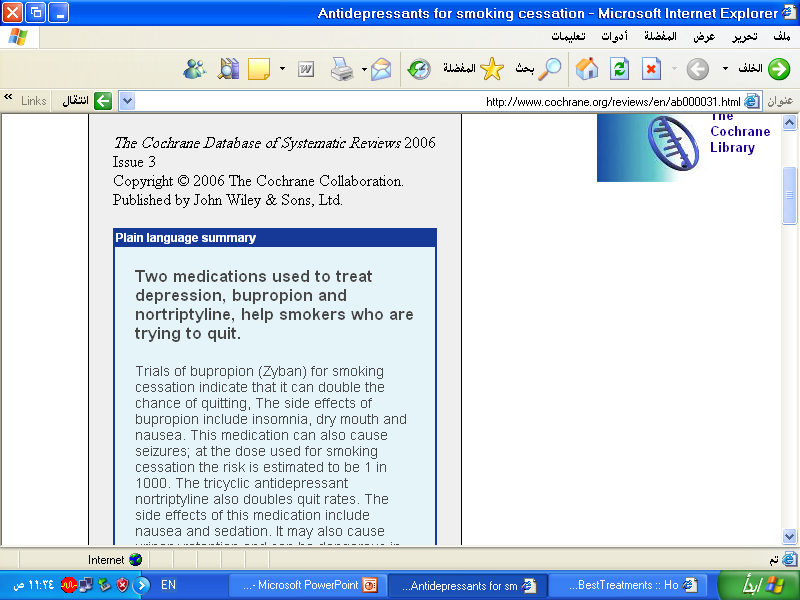 Antidepressants for smoking cessation - Microsoft Internet Explorer
ملف تحرير عرض المفضلة أدوات تعليمات
الخلف بحث المفضلة
عنوان http://www.cochrane.org/reviews/en/ab000031.html انتقال Links »
The Cochrane Database of Systematic Reviews 2006
Issue 3
Copyright © 2006 The Cochrane Collaboration.
Published by John Wiley & Sons, Ltd.
The
Cochrane
Library
Plain language summary
Two medications used to treat
depression, bupropion and
nortriptyline, help smokers who are
trying to quit.
Trials of bupropion (Zyban) for smoking
cessation indicate that it can double the
chance of quitting, The side effects of
bupropion include insomnia, dry mouth and
nausea. This medication can also cause
seizures; at the dose used for smoking
cessation the risk is estimated to be 1 in
1000. The tricyclic antidepressant
nortriptyline also doubles quit rates. The
side effects of this medication include
nausea and sedation. It may also cause
urinary retention and can be dangerous in
تم
Internet
ابدأ
...BestTreatments :: Ho
...Antidepressants for sm
...- Microsoft PowerPoint
EN
١١:٣٤ ص